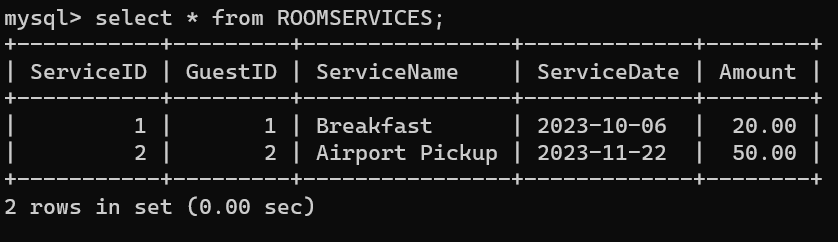 mysql> select * from ROOMSERVICES;
+-----------+---------+----------------+-------------+--------+
| ServiceID | GuestID | ServiceName    | ServiceDate | Amount |
+-----------+---------+----------------+-------------+--------+
|         1 |       1 | Breakfast      | 2023-10-06  |  20.00 |
|         2 |       2 | Airport Pickup | 2023-11-22  |  50.00 |
+-----------+---------+----------------+-------------+--------+
2 rows in set (0.00 sec)